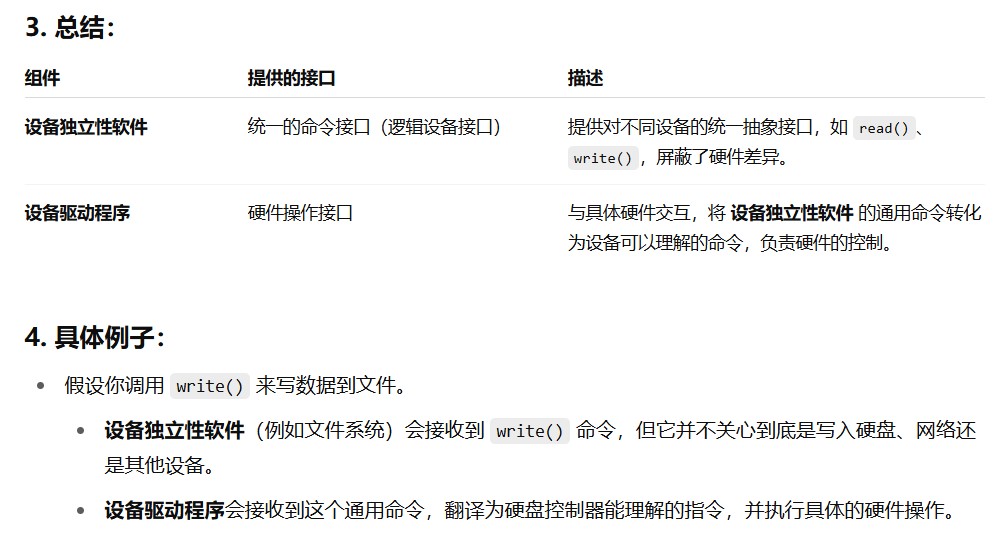 3. 总结：
组件 提供的接口 描述
设备独立性软件 统一的命令接口（逻辑设备接口） 提供对不同设备的统一抽象接口，如 read()、
write()，屏蔽了硬件差异。
设备驱动程序 硬件操作接口 与具体硬件交互，将 设备独立性软件 的通用命令转化
为设备可以理解的命令，负责硬件的控制。
4. 具体例子：
假设你调用 write() 来写数据到文件。
设备独立性软件（例如文件系统）会接收到 write() 命令，但它并不关心到底是写入硬盘、网络还
是其他设备。
设备驱动程序会接收到这个通用命令，翻译为硬盘控制器能理解的指令，并执行具体的硬件操作。